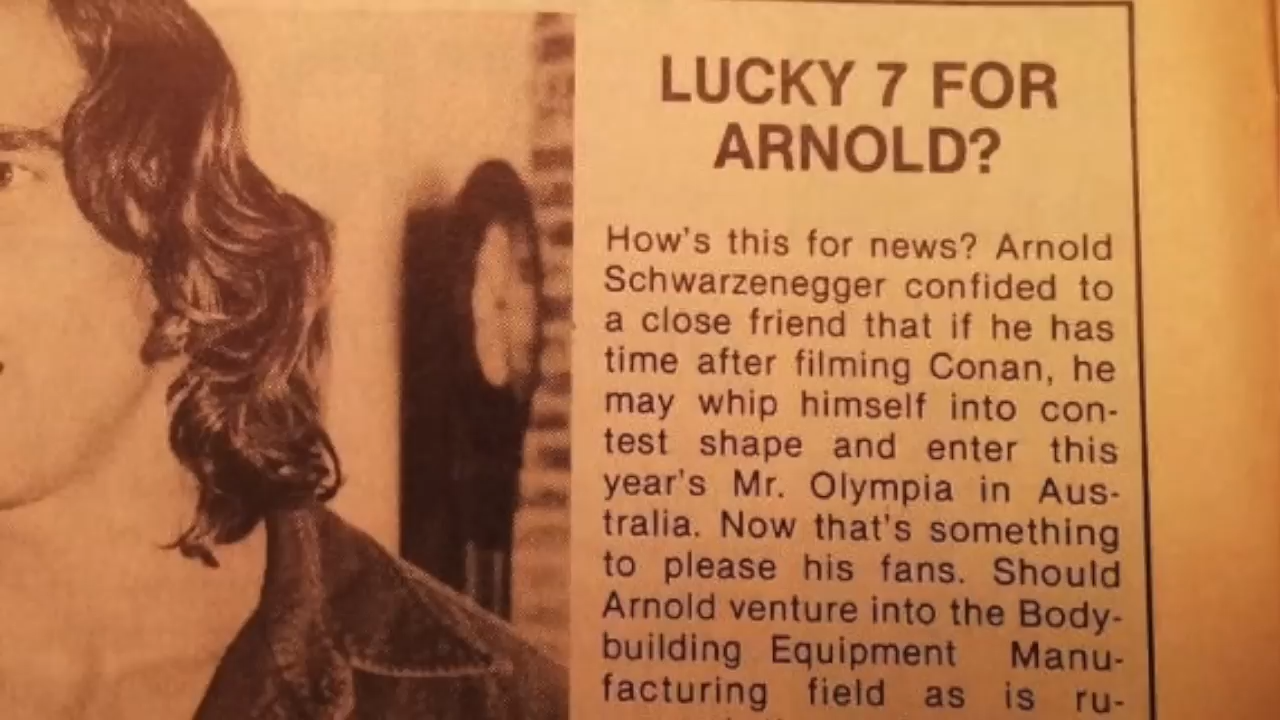 LUCKY 7 FOR
ARNOLD?
How's this for news? Arnold
Schwarzenegger confided to
a close friend that if he has
time after filming Conan, he
may whip himself into con-
test shape and enter this
year's Mr. Olympia in Aus-
tralia. Now that's something
to please his fans. Should
Arnold venture into the Body-
building Equipment Manu-
facturing field as is ru-